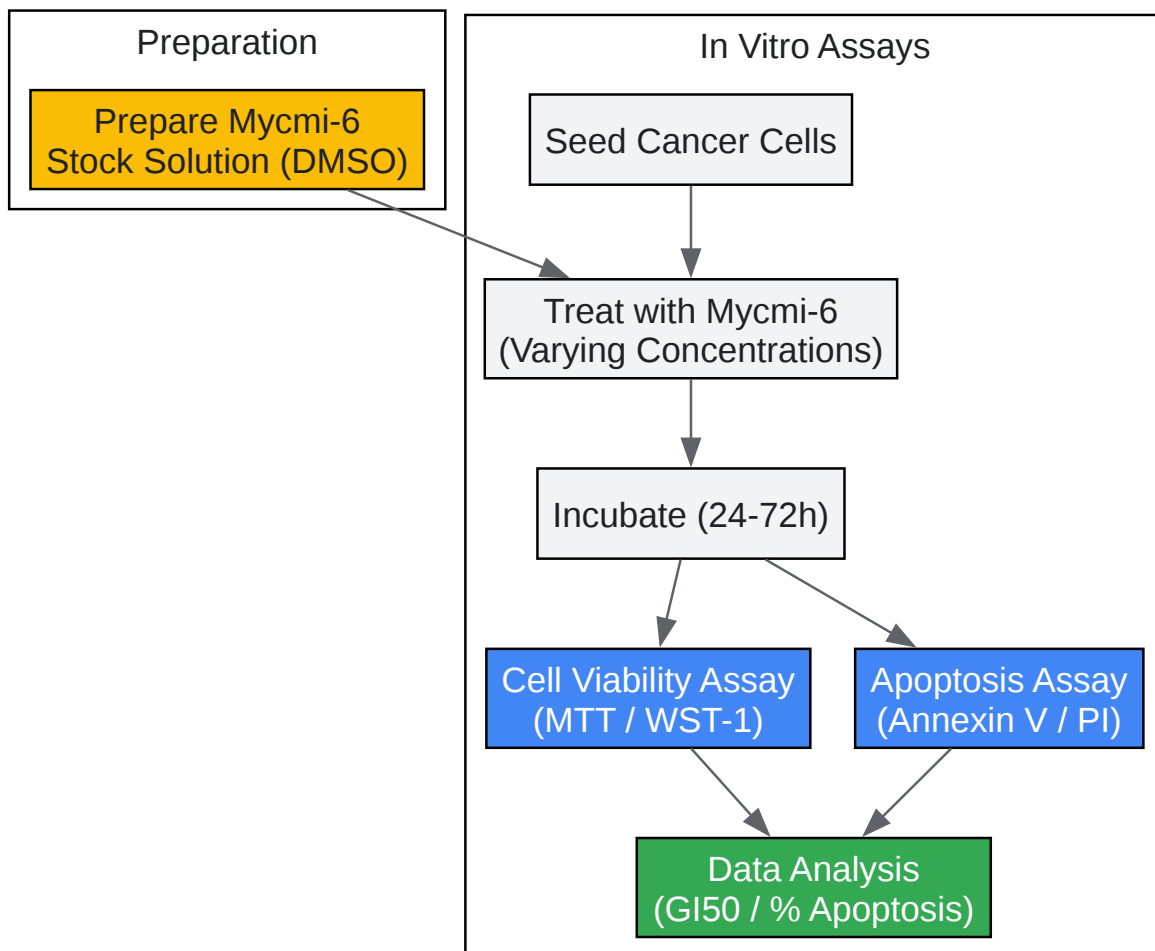 Preparation
Prepare Mycmi-6
Stock Solution (DMSO)
In Vitro Assays
Seed Cancer Cells
Treat with Mycmi-6
(Varying Concentrations)
Incubate (24-72h)
Cell Viability Assay
(MTT / WST-1)
Apoptosis Assay
(Annexin V / PI)
Data Analysis
(GI50 / % Apoptosis)